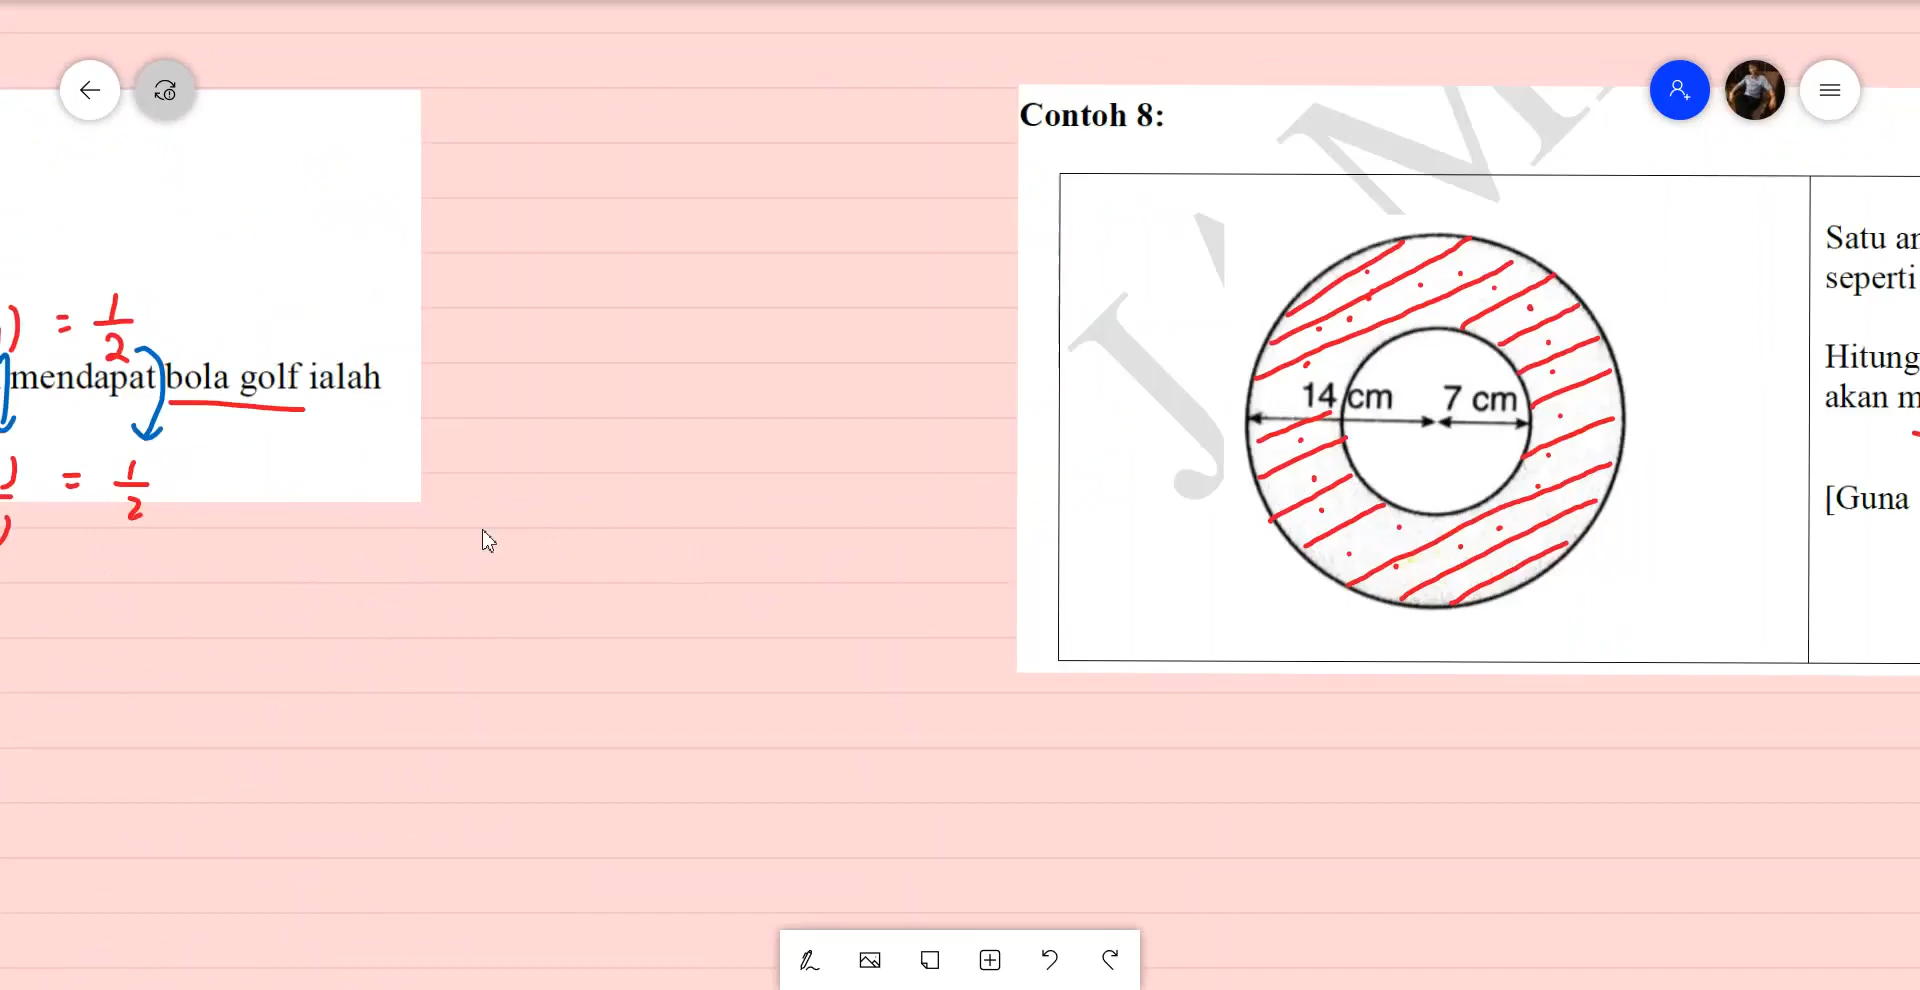 ) = 1/2
mendapat bola golf ialah
) = 1/2
Contoh 8:
JAM
14 cm 7 cm
Satu
seperti
Hitung
akan
[Guna